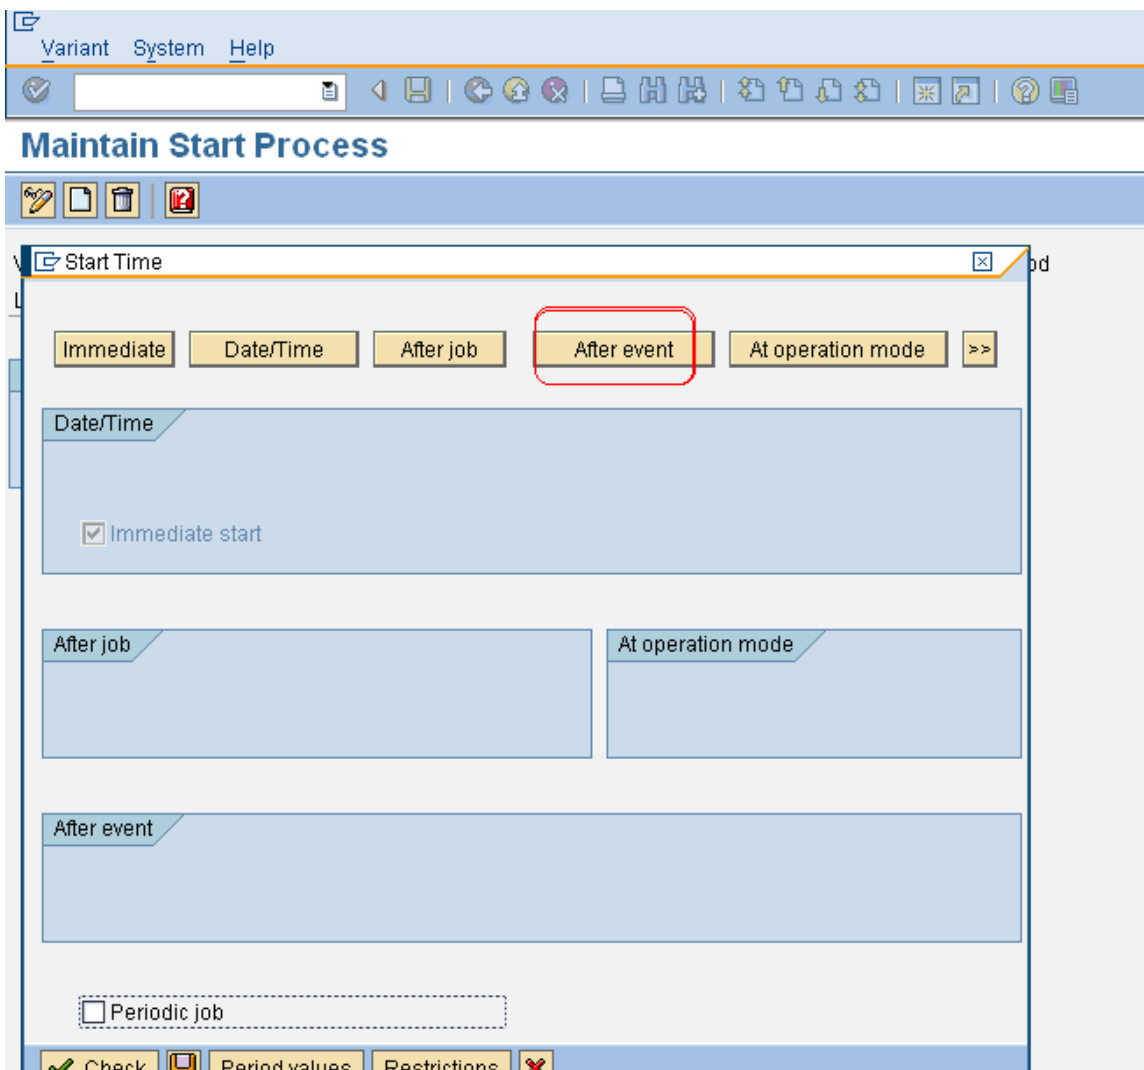 Variant System Help
Maintain Start Process
Start Time
Immediate Date/Time After job After event At operation mode >>
Date/Time
Immediate start
After job At operation mode
After event
Periodic job
Check Period values Restrictions